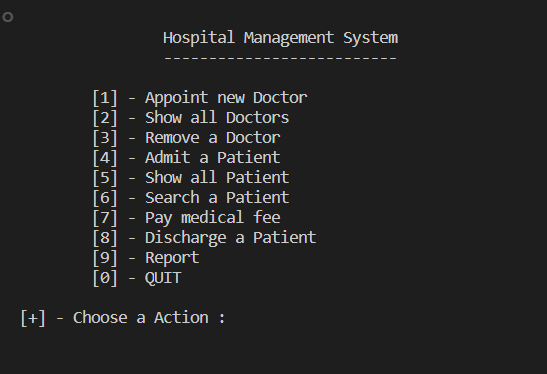 Hospital Management System
--------------------------
[1] - Appoint new Doctor
[2] - Show all Doctors
[3] - Remove a Doctor
[4] - Admit a Patient
[5] - Show all Patient
[6] - Search a Patient
[7] - Pay medical fee
[8] - Discharge a Patient
[9] - Report
[0] - QUIT
[+] - Choose a Action :